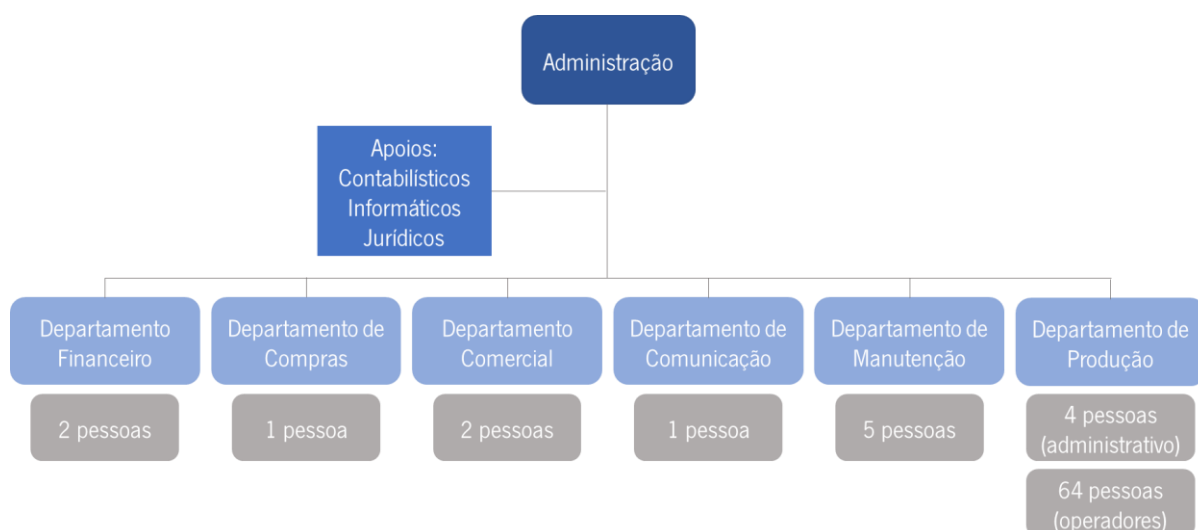 Administração
Apoios:
Contabilísticos
Informáticos
Jurídicos
Departamento
Financeiro
Departamento de
Compras
Departamento
Comercial
Departamento de
Comunicação
Departamento de
Manutenção
Departamento de
Produção
2 pessoas
1 pessoa
2 pessoas
1 pessoa
5 pessoas
4 pessoas
(administrativo)
64 pessoas
(operadores)